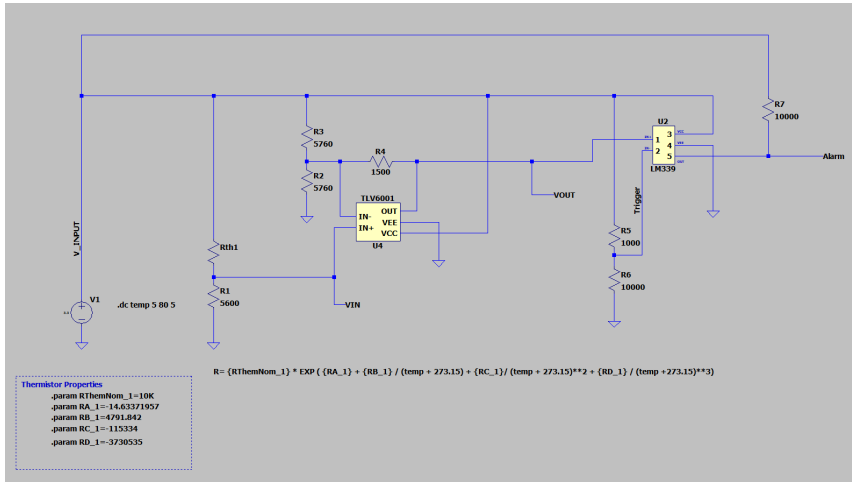 R7
10000
U2
R3
5760
R4
1500
1
3
VCC
2
4
VEE
5
OUT
LM339
Alarm
R2
5760
TLV6001
OUT
IN-
VEE
IN+
VCC
U4
VOUT
Trigger
V_INPUT
R5
1000
Rth1
R6
10000
R1
5600
VIN
V1
.dc temp 5 80 5
R= {RThemNom_1} * EXP ( {RA_1} + {RB_1} / (temp + 273.15) + {RC_1}/ (temp + 273.15)**2 + {RD_1} / (temp +273.15)**3)
Thermistor Properties
.param RThemNom_1=10K
.param RA_1=-14.63371957
.param RB_1=4791.842
.param RC_1=-115334
.param RD_1=-3730535